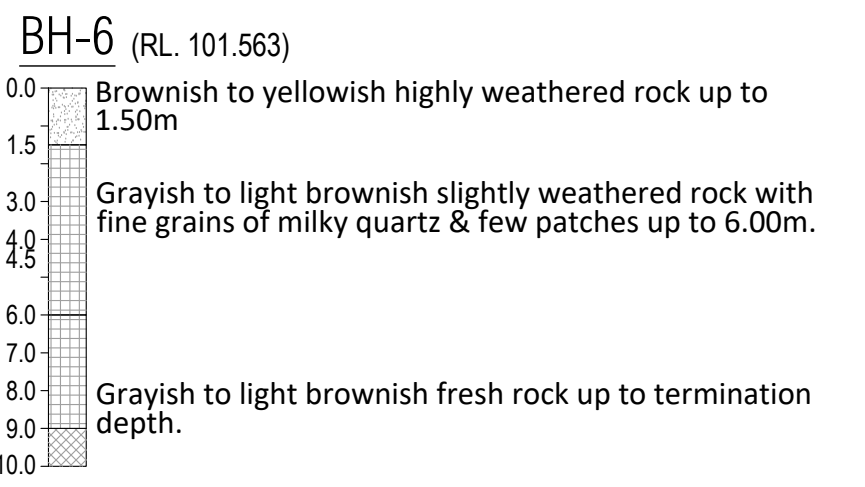 BH-6 (RL. 101.563)
0.0
Brownish to yellowish highly weathered rock up to
1.50m
1.5
3.0
Grayish to light brownish slightly weathered rock with
fine grains of milky quartz & few patches up to 6.00m.
4.0
4.5
6.0
7.0
8.0
Grayish to light brownish fresh rock up to termination
depth.
9.0
10.0